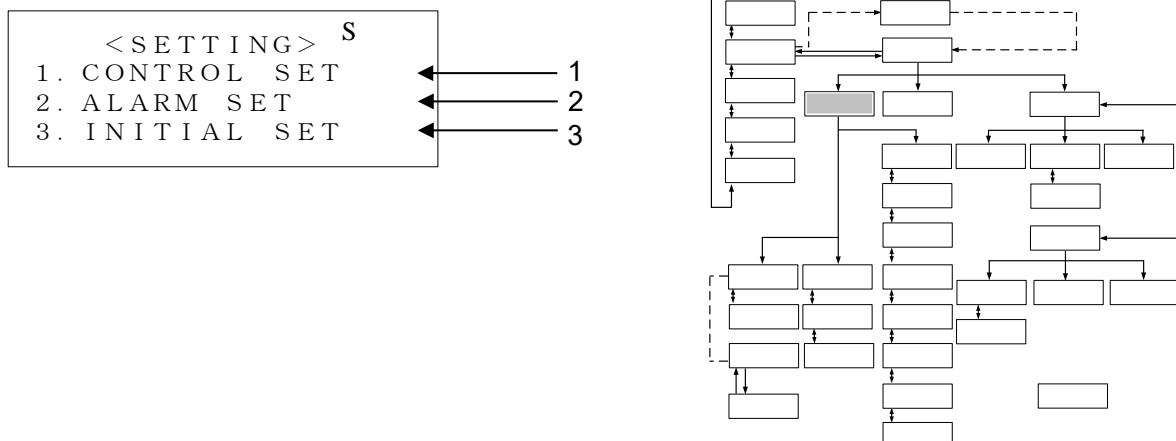 <SETTING> S
1. CONTROL SET 1
2. ALARM SET 2
3. INITIAL SET 3